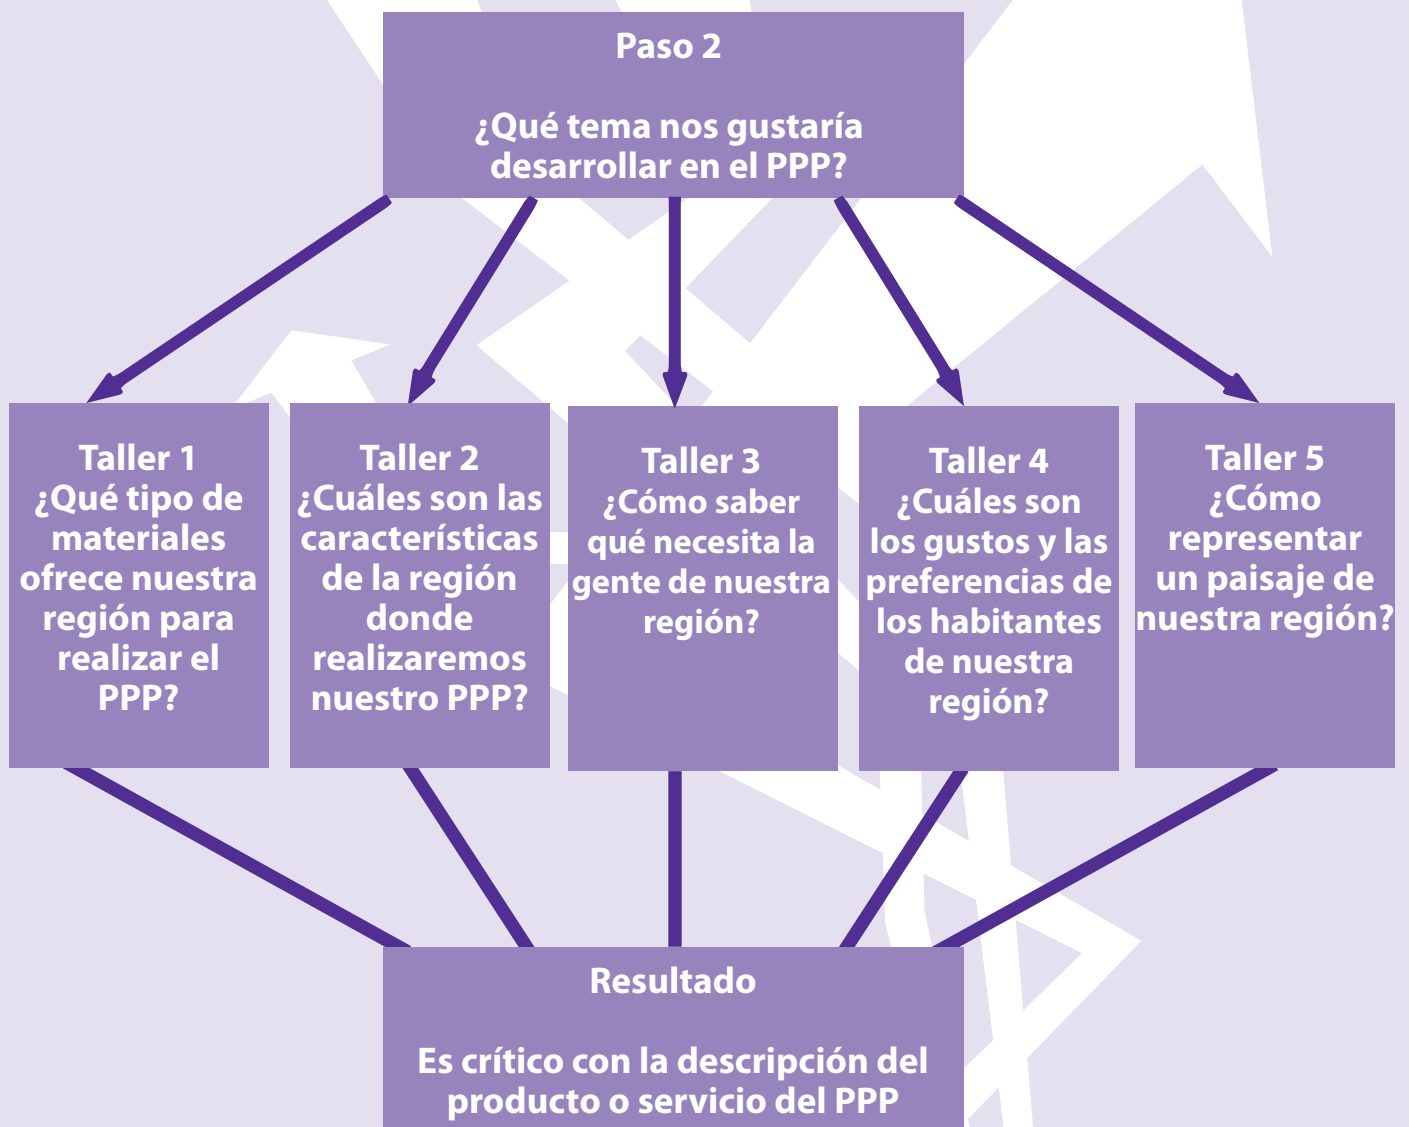 Paso 2
¿Qué tema nos gustaría
desarrollar en el PPP?
Taller 1
¿Qué tipo de
materiales
ofrece nuestra
región para
realizar el
PPP?
Taller 2
¿Cuáles son las
características
de la región
donde
realizaremos
nuestro PPP?
Taller 3
¿Cómo saber
qué necesita la
gente de nuestra
región?
Taller 4
¿Cuáles son
los gustos y las
preferencias de
los habitantes
de nuestra
región?
Taller 5
¿Cómo
representar
un paisaje de
nuestra región?
Resultado
Es crítico con la descripción del
producto o servicio del PPP